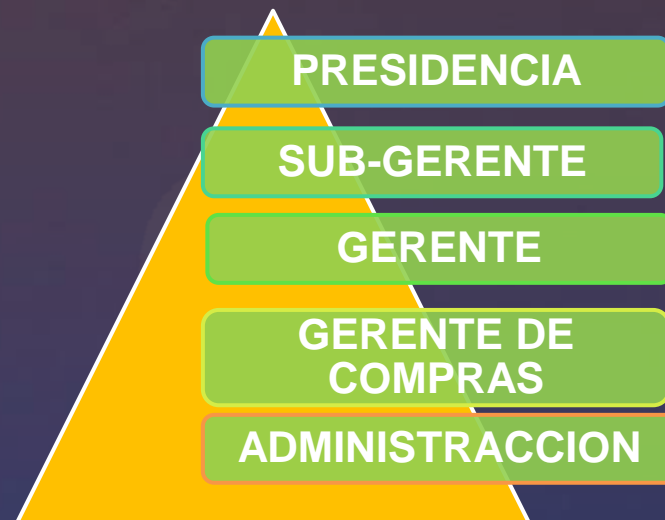 PRESIDENCIA
SUB-GERENTE
GERENTE
GERENTE DE
COMPRAS
ADMINISTRACCION